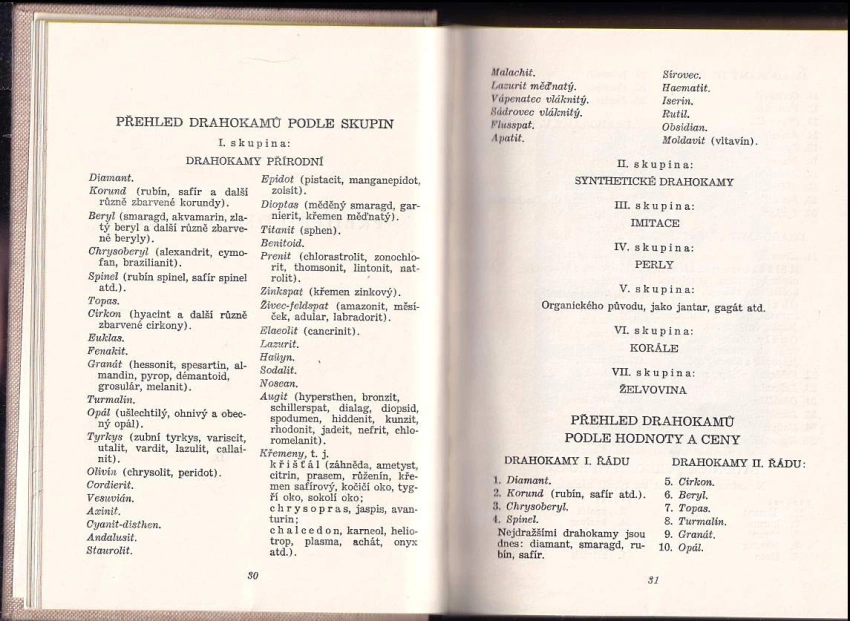 PŘEHLED DRAHOKAMŮ PODLE SKUPIN
I. skupina:
DRAHOKAMY PŘÍRODNÍ
Diamant.
Korund (rubín, safír a další
různě zbarvené korundy).
Beryl (smaragd, akvamarin, zla-
tý beryl a další různě zbarve-
né beryly).
Chrysoberyl (alexandrit, cymo-
fan, brazilianit).
Spinel (rubín spinel, safír spinel
atd.).
Topas.
Cirkon (hyacint a další různě
zbarvené cirkony).
Euklas.
Fenakit.
Granát (hessonit, spesartin, al-
mandin, pyrop, démantoid,
grosulár, melanit).
Turmalin.
Opál (ušlechtilý, ohnivý a obec-
ný opál).
Tyrkys (zubní tyrkys, variscit,
utalit, vardit, lazulit, callai-
nit).
Olivín (chrysolit, peridot).
Cordierit.
Vesuvián.
Axinit.
Cyanit-disthen.
Andalusit.
Staurolit.
Epidot (pistacit, manganepidot,
zoisit).
Dioptas (měděný smaragd, gar-
nierit, křemen měďnatý).
Titanit (sphen).
Benitoid.
Prenit (chlorastrolit, zonochlo-
rit, thomsonit, lintonit, nat-
rolit).
Zinkspat (křemen zinkový).
Živec-feldspat (amazonit, měsí-
ček, adular, labradorit).
Elaeolit (cancrinit).
Lazurit.
Haüyn.
Sodalit.
Nosean.
Augit (hypersthen, bronzit,
schillerspat, dialag, diopsid,
spodumen, hiddenit, kunzit,
rhodonit, jadeit, nefrit, chlo-
romelanit).
Křemeny, t. j.
křišťál (záhněda, ametyst,
citrin, prasem, růženín, kře-
men safírový, kočičí oko, tyg-
ří oko, sokolí oko;
chrysopras, jaspis, avan-
turin;
chalcedon, karneol, helio-
trop, plasma, achát, onyx
atd.).
30
Malachit.
Lazurit měďnatý.
Vápenatec vláknitý.
Sádrovec vláknitý.
Flusspat.
Apatit.
Sírovec.
Haematit.
Iserin.
Rutil.
Obsidian.
Moldavit (vltavín).
II. skupina:
SYNTHETICKÉ DRAHOKAMY
III. skupina:
IMITACE
IV. skupina:
PERLY
V. skupina:
Organického původu, jako jantar, gagát atd.
VI. skupina:
KORÁLE
VII. skupina:
ŽELVOVINA
PŘEHLED DRAHOKAMŮ
PODLE HODNOTY A CENY
DRAHOKAMY I. ŘÁDU
1. Diamant.
2. Korund (rubín, safír atd.).
3. Chrysoberyl.
4. Spinel.
Nejdražšími drahokamy jsou
dnes: diamant, smaragd, ru-
bín, safír.
DRAHOKAMY II. ŘÁDU:
5. Cirkon.
6. Beryl.
7. Topas.
8. Turmalín.
9. Granát.
10. Opál.
31